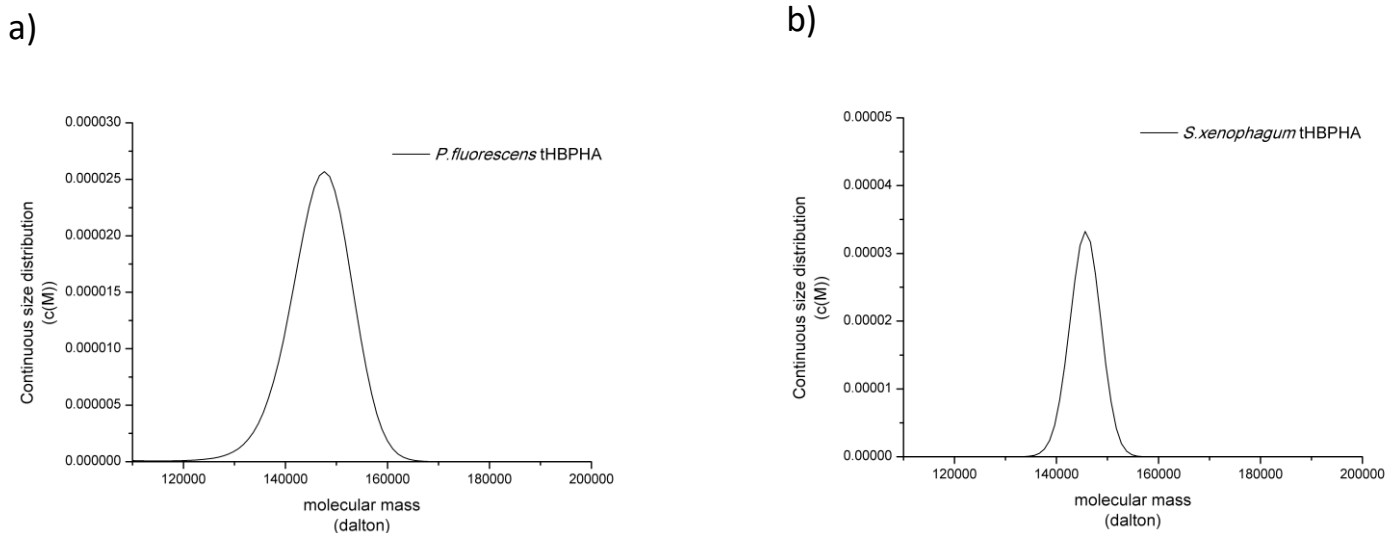 a)
0.000030
0.000025
0.000020
0.000015
0.000010
0.000005
0.000000
Continuous size distribution
(c(M))
P.fluorescens tHBPHA
120000 140000 160000 180000 200000
molecular mass
(dalton)
b)
0.00005
0.00004
0.00003
0.00002
0.00001
0.00000
Continuous size distribution
(c(M))
S.xenophagum tHBPHA
120000 140000 160000 180000 200000
molecular mass
(dalton)